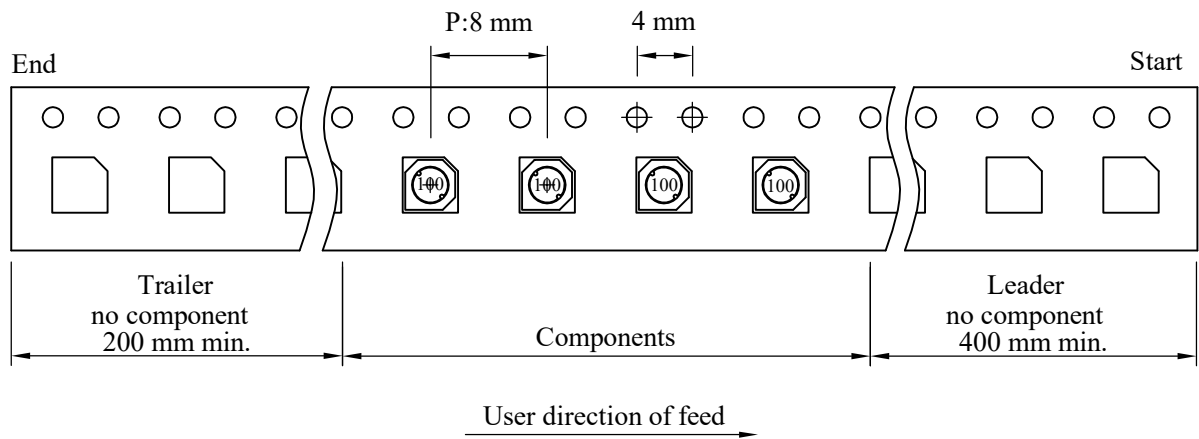 P:8 mm
4 mm
End
Start
100
100
100
100
Trailer
no component
200 mm min.
Components
Leader
no component
400 mm min.
User direction of feed